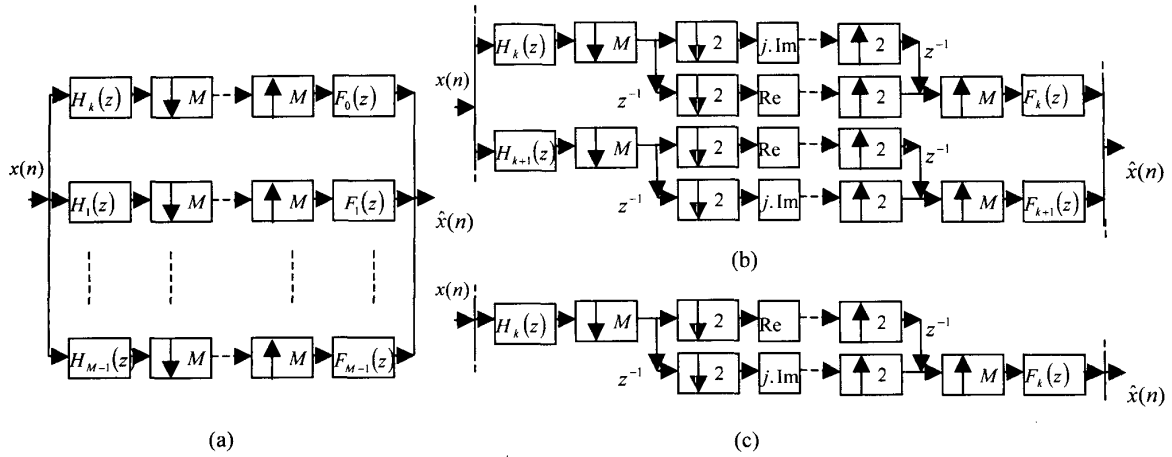 x(n)
H_k(z) M M F_0(z)
H_1(z) M M F_1(z)
x̂(n)
H_{M-1}(z) M M F_{M-1}(z)
(a)
x(n)
H_k(z) M 2 j.Im 2 z^{-1}
z^{-1} 2 Re 2 M F_k(z)
H_{k+1}(z) M 2 Re 2 z^{-1}
z^{-1} 2 j.Im 2 M F_{k+1}(z)
x̂(n)
(b)
x(n)
H_k(z) M 2 Re 2 z^{-1}
z^{-1} 2 j.Im 2 M F_k(z)
x̂(n)
(c)